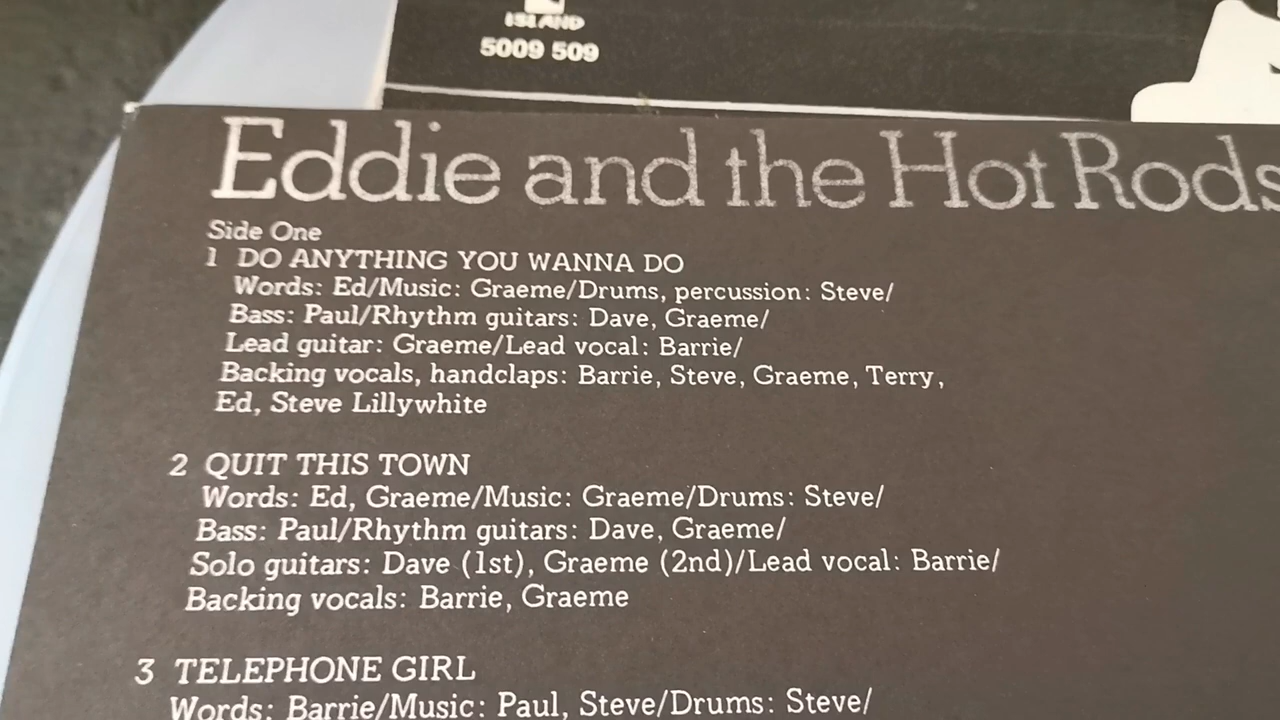 ISLAND
5009 509
Eddie and the Hot Rods
Side One
1 DO ANYTHING YOU WANNA DO
Words: Ed/Music: Graeme/Drums, percussion: Steve/
Bass: Paul/Rhythm guitars: Dave, Graeme/
Lead guitar: Graeme/Lead vocal: Barrie/
Backing vocals, handclaps: Barrie, Steve, Graeme, Terry,
Ed, Steve Lillywhite
2 QUIT THIS TOWN
Words: Ed, Graeme/Music: Graeme/Drums: Steve/
Bass: Paul/Rhythm guitars: Dave, Graeme/
Solo guitars: Dave (1st), Graeme (2nd)/Lead vocal: Barrie/
Backing vocals: Barrie, Graeme
3 TELEPHONE GIRL
Words: Barrie/Music: Paul, Steve/Drums: Steve/